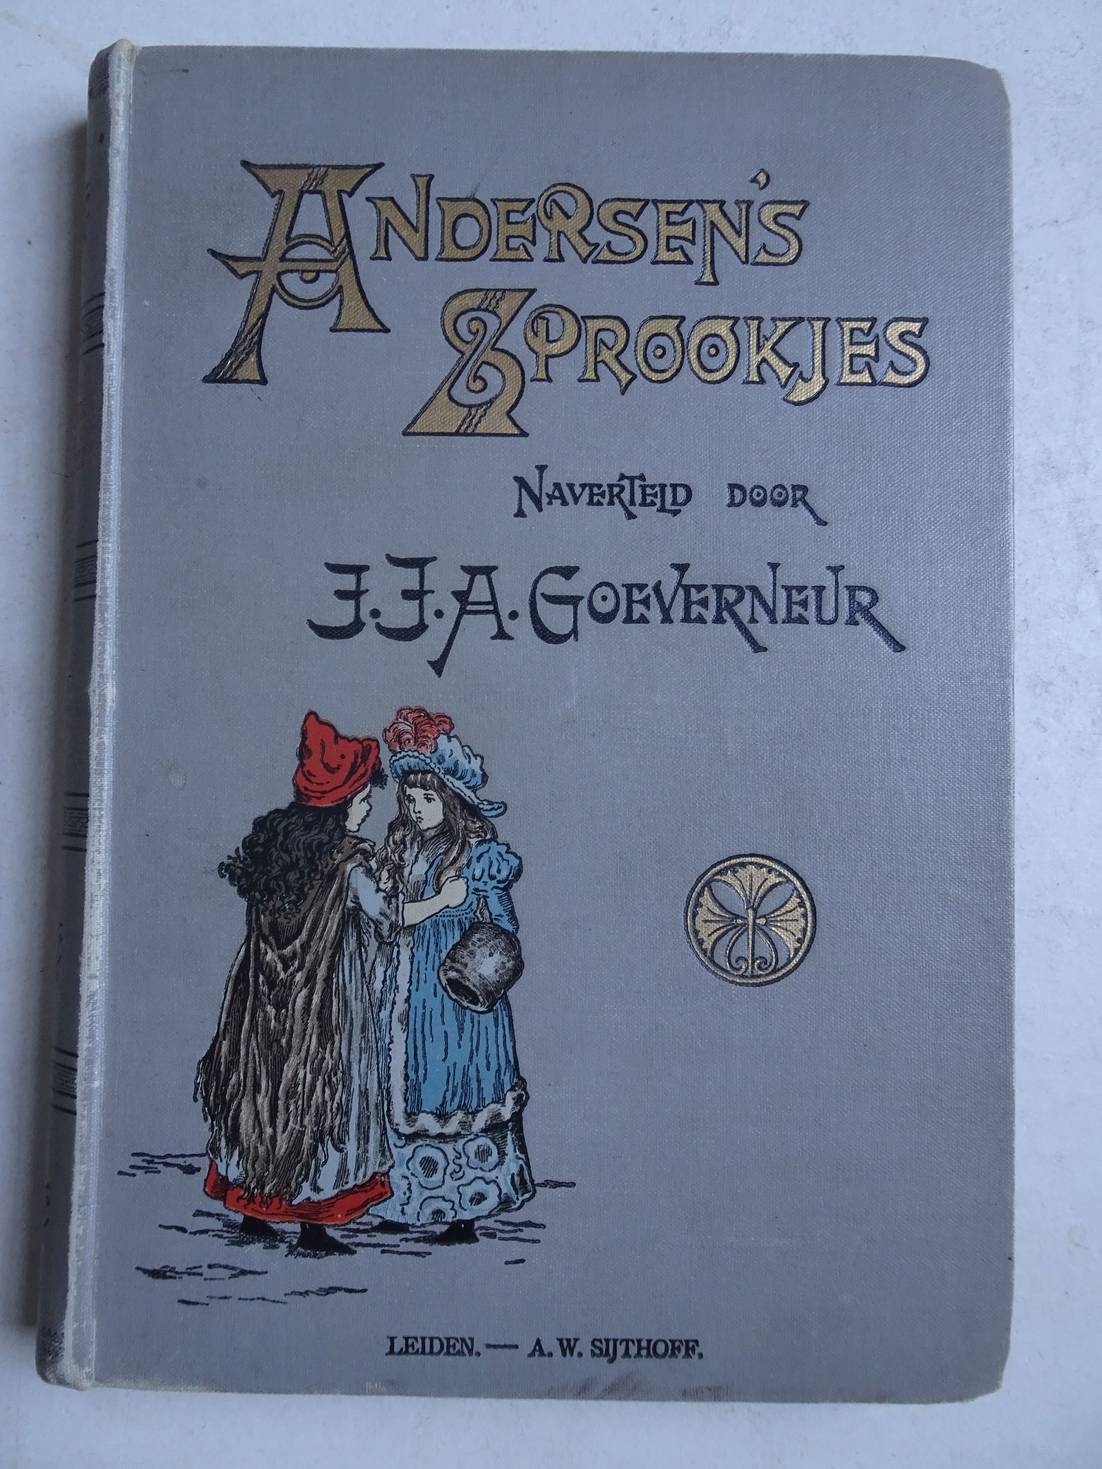 ANDERSEN'S
SPROOKJES
NAVERTELD DOOR
J.J.A. GOEVERNEUR
LEIDEN. — A. W. SIJTHOFF.